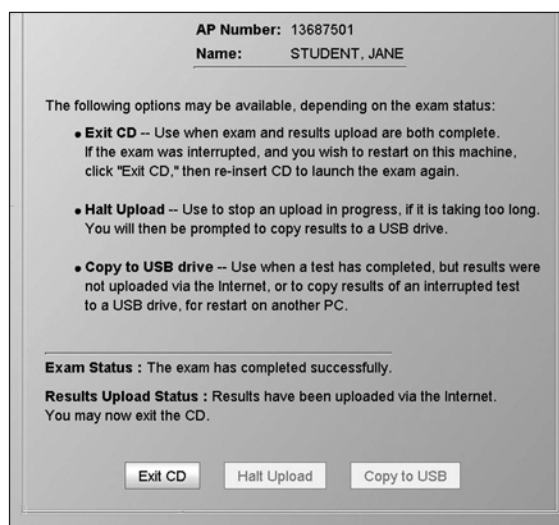 AP Number: 13687501
Name: STUDENT, JANE
The following options may be available, depending on the exam status:
• Exit CD -- Use when exam and results upload are both complete.
If the exam was interrupted, and you wish to restart on this machine,
click "Exit CD," then re-insert CD to launch the exam again.
• Halt Upload -- Use to stop an upload in progress, if it is taking too long.
You will then be prompted to copy results to a USB drive.
• Copy to USB drive -- Use when a test has completed, but results were
not uploaded via the Internet, or to copy results of an interrupted test
to a USB drive, for restart on another PC.
Exam Status : The exam has completed successfully.
Results Upload Status : Results have been uploaded via the Internet.
You may now exit the CD.
Exit CD Halt Upload Copy to USB